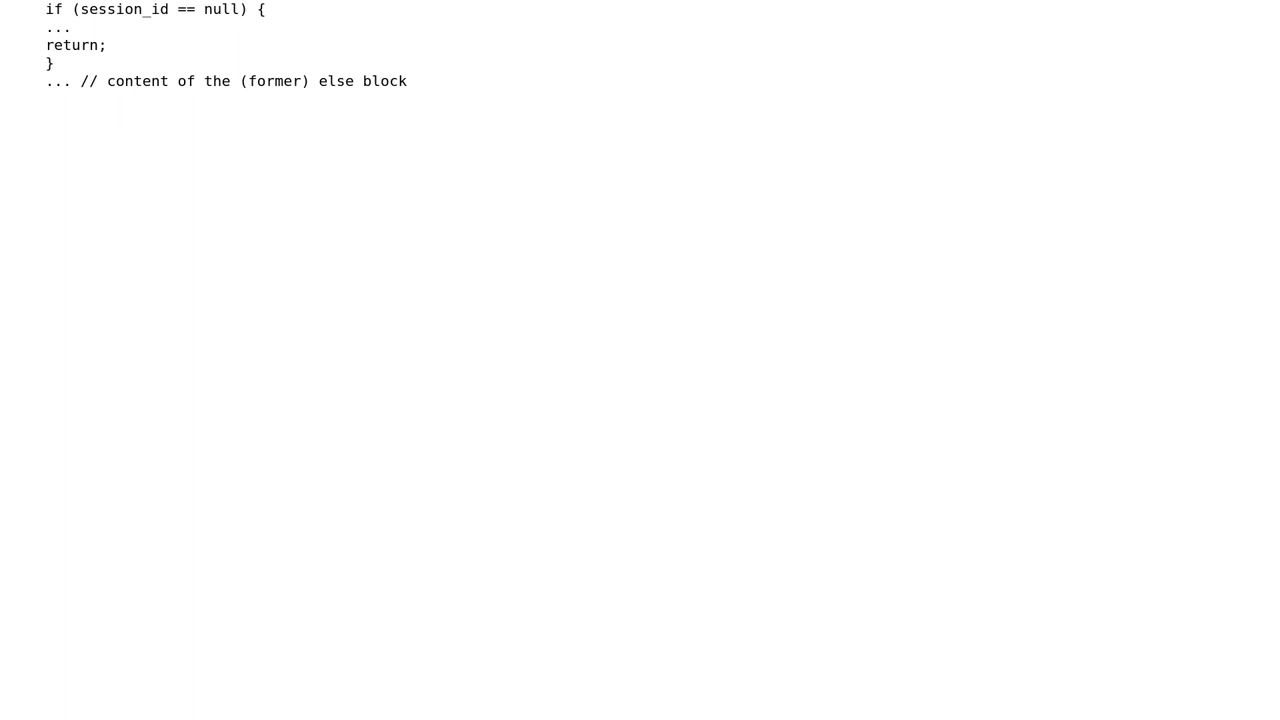 if (session_id == null) {
...
return;
}
... // content of the (former) else block